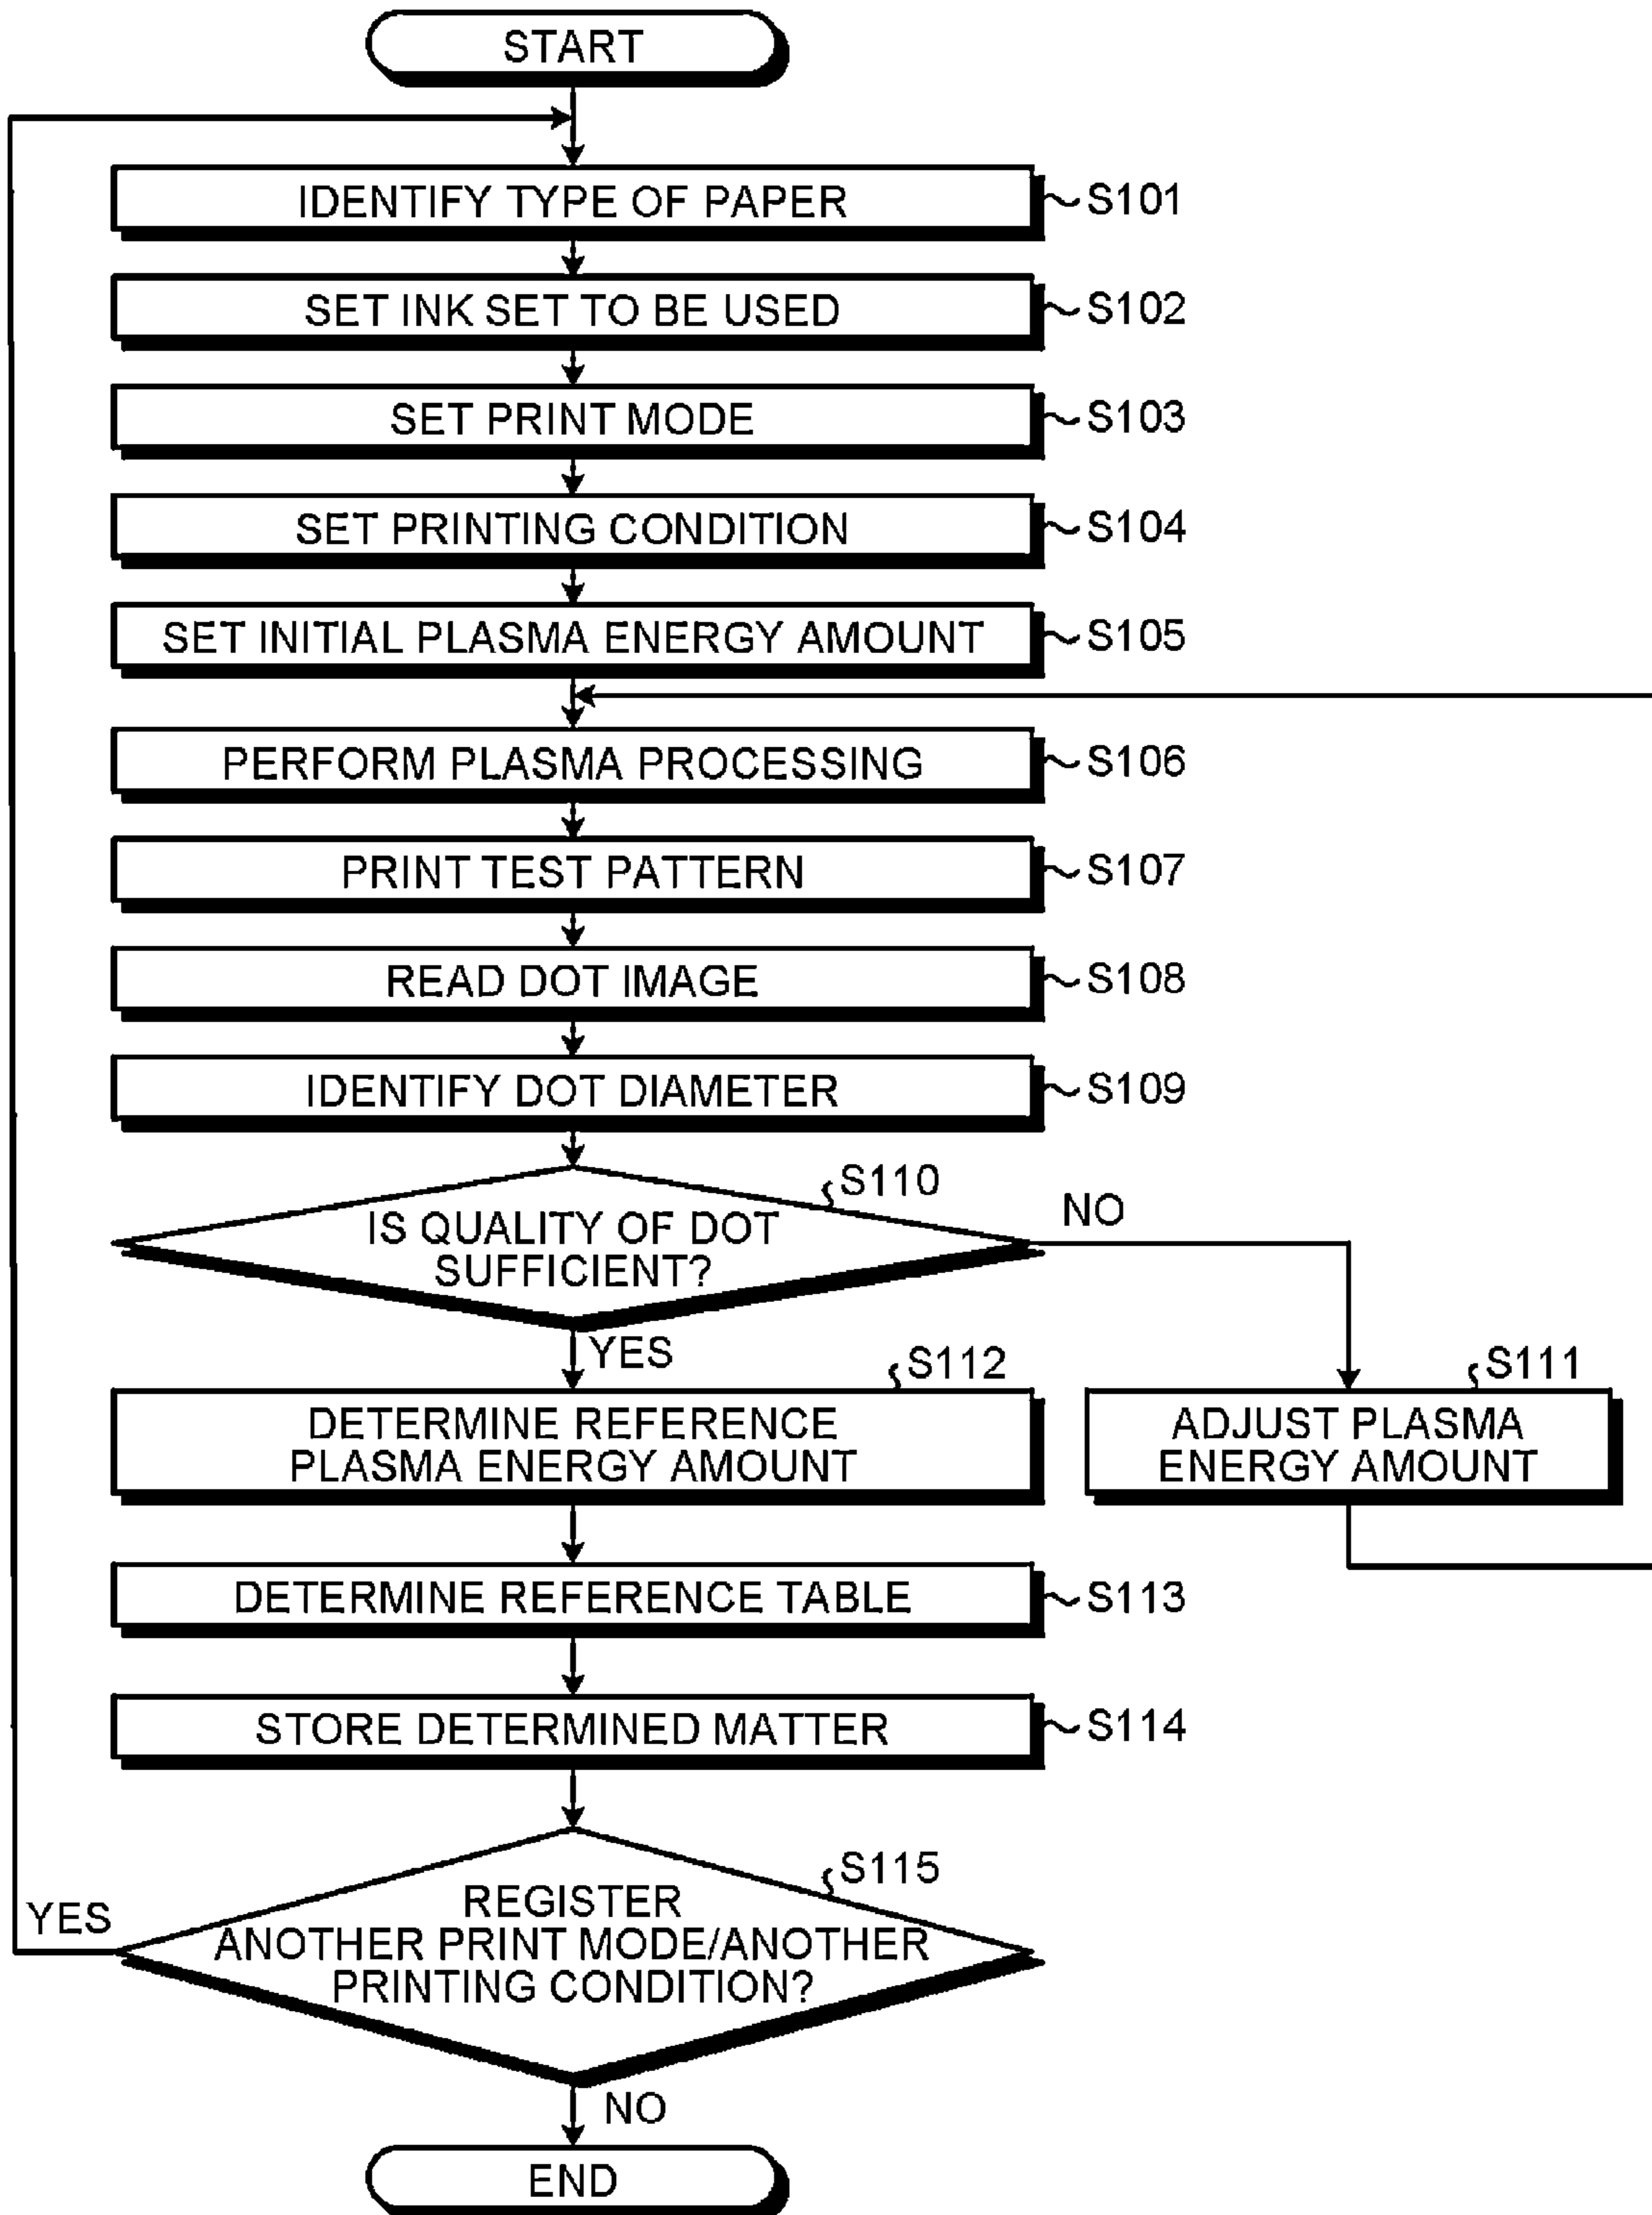 START
IDENTIFY TYPE OF PAPER
S101
SET INK SET TO BE USED
S102
SET PRINT MODE
S103
SET PRINTING CONDITION
S104
SET INITIAL PLASMA ENERGY AMOUNT
S105
PERFORM PLASMA PROCESSING
S106
PRINT TEST PATTERN
S107
READ DOT IMAGE
S108
IDENTIFY DOT DIAMETER
S109
S110
IS QUALITY OF DOT
SUFFICIENT?
NO
YES
S112
DETERMINE REFERENCE
PLASMA ENERGY AMOUNT
S111
ADJUST PLASMA
ENERGY AMOUNT
DETERMINE REFERENCE TABLE
S113
STORE DETERMINED MATTER
S114
S115
REGISTER
ANOTHER PRINT MODE/ANOTHER
PRINTING CONDITION?
YES
NO
END